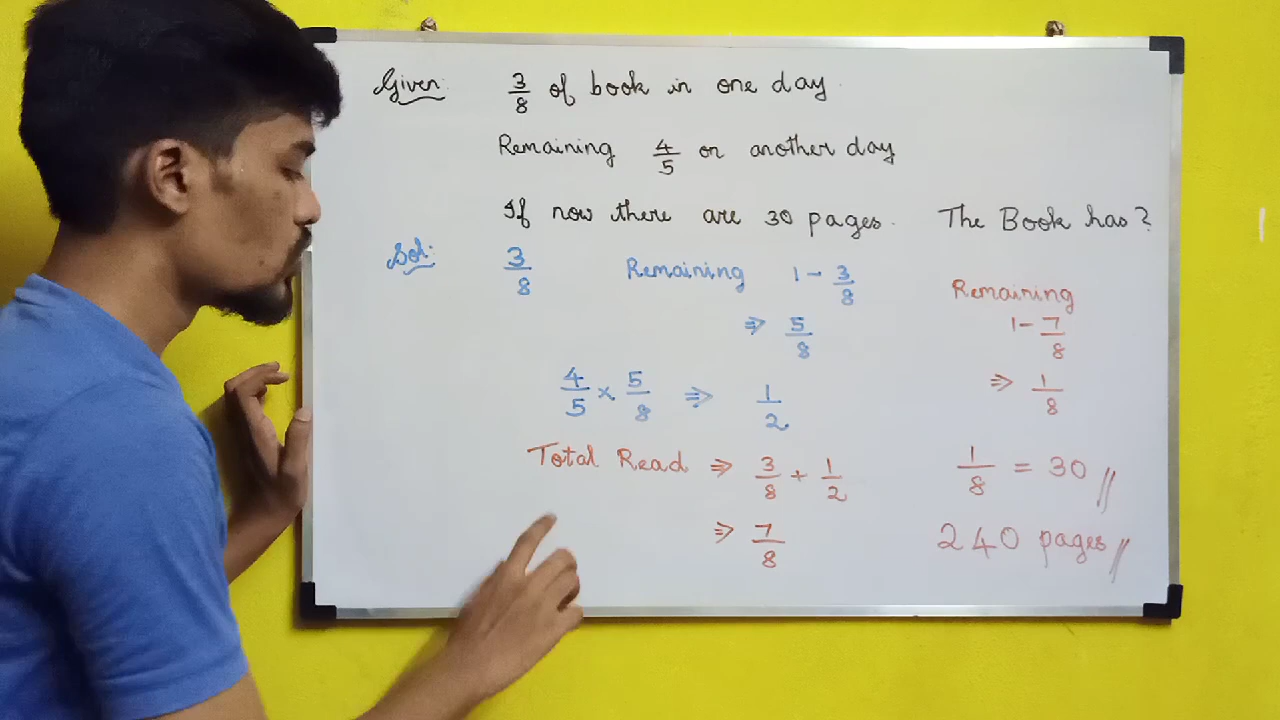 Given: 3/8 of book in one day.
Remaining 4/5 on another day
If now there are 30 pages. The Book has?
Sol: 3/8 Remaining 1 - 3/8
⇒ 5/8
4/5 × 5/8 ⇒ 1/2
Total Read ⇒ 3/8 + 1/2
⇒ 7/8
Remaining
1 - 7/8
⇒ 1/8
1/8 = 30 //
240 pages //